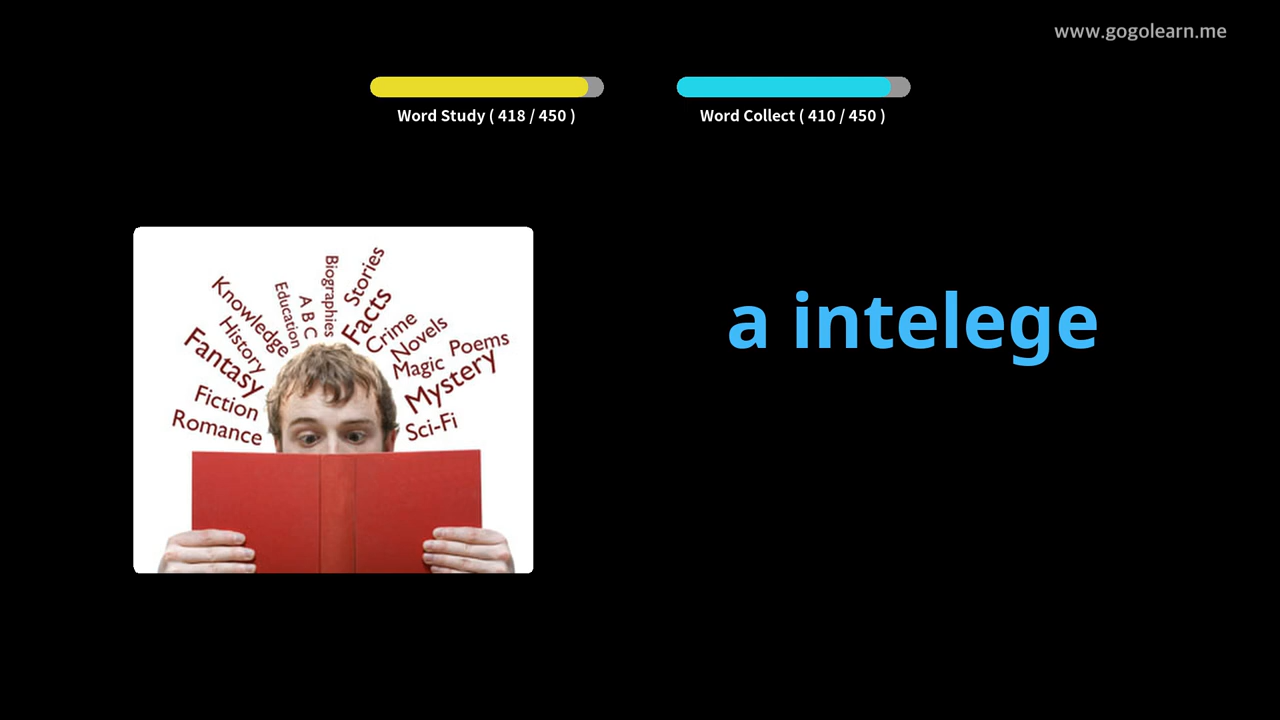 www.gogolearn.me
Word Study ( 418 / 450 )
Word Collect ( 410 / 450 )
a intelege
Romance
Fiction
Fantasy
History
Knowledge
Education
A B C
Biographies
Stories
Facts
Crime
Novels
Magic
Poems
Mystery
Sci-Fi